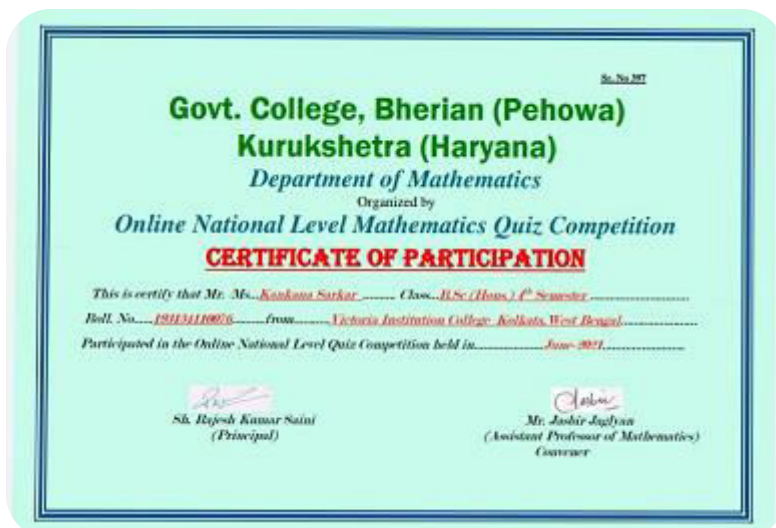 Sr. No 397
Govt. College, Bherian (Pehowa)
Kurukshetra (Haryana)
Department of Mathematics
Organized by
Online National Level Mathematics Quiz Competition
CERTIFICATE OF PARTICIPATION
This is certify that Mr. Ms...Kankana Sarkar.......... Class...B.Sc (Hons.) 4th Semester..............
Roll. No.....193131110076.........from..........Victoria Institution College Kolkata, West Bengal...............
Participated in the Online National Level Quiz Competition held in.................June-2021...................
Sh. Rajesh Kumar Saini
(Principal)
Mr. Jasbir Jaglyan
(Assistant Professor of Mathematics)
Convener